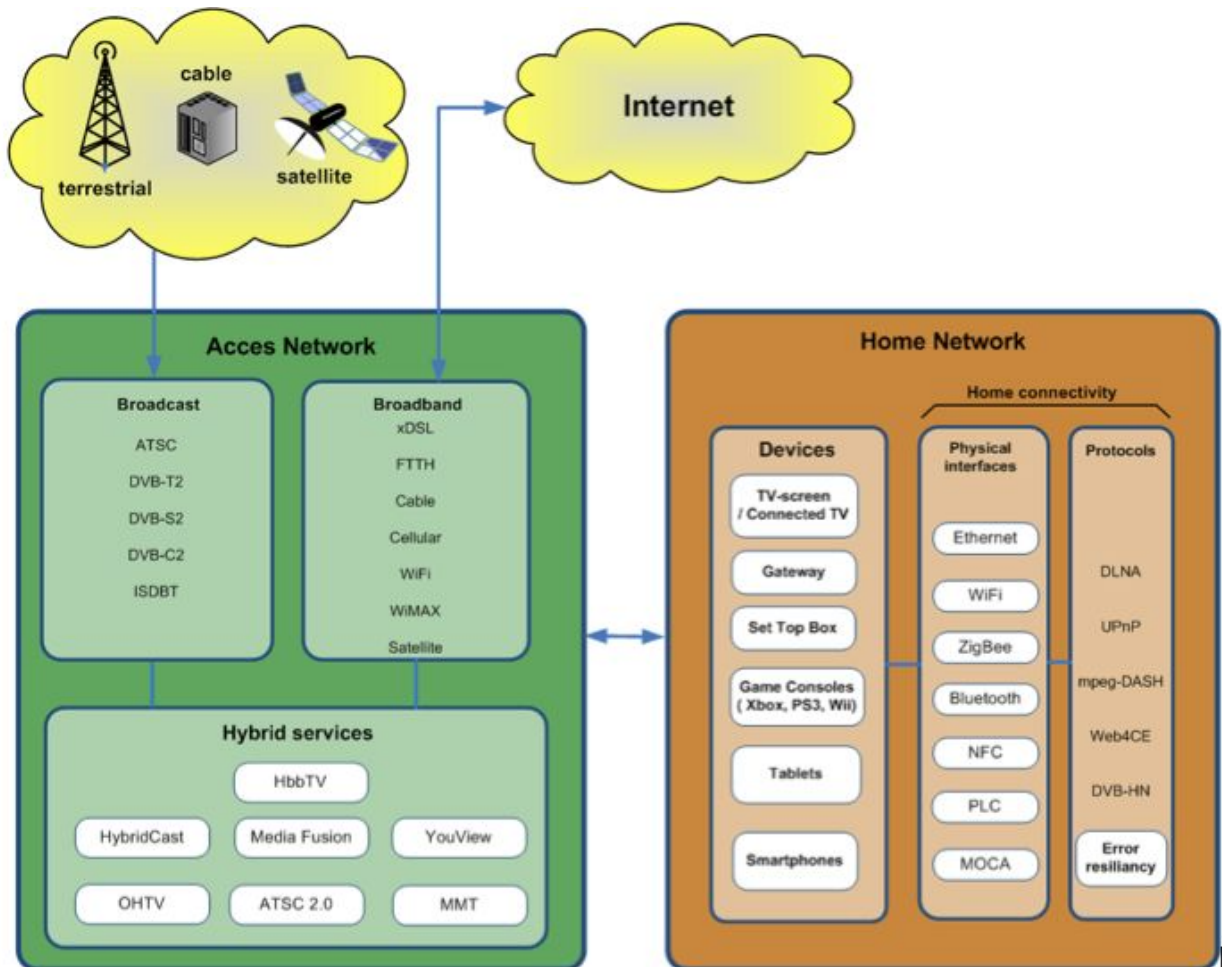 cable
terrestrial
satellite
Internet
Acces Network
Broadcast
ATSC
DVB-T2
DVB-S2
DVB-C2
ISDBT
Broadband
xDSL
FTTH
Cable
Cellular
WiFi
WiMAX
Satellite
Hybrid services
HbbTV
HybridCast
Media Fusion
YouView
OHTV
ATSC 2.0
MMT
Home Network
Home connectivity
Devices
TV-screen
/ Connected TV
Gateway
Set Top Box
Game Consoles
( Xbox, PS3, Wii)
Tablets
Smartphones
Physical
interfaces
Ethernet
WiFi
ZigBee
Bluetooth
NFC
PLC
MOCA
Protocols
DLNA
UPnP
mpeg-DASH
Web4CE
DVB-HN
Error
resiliancy